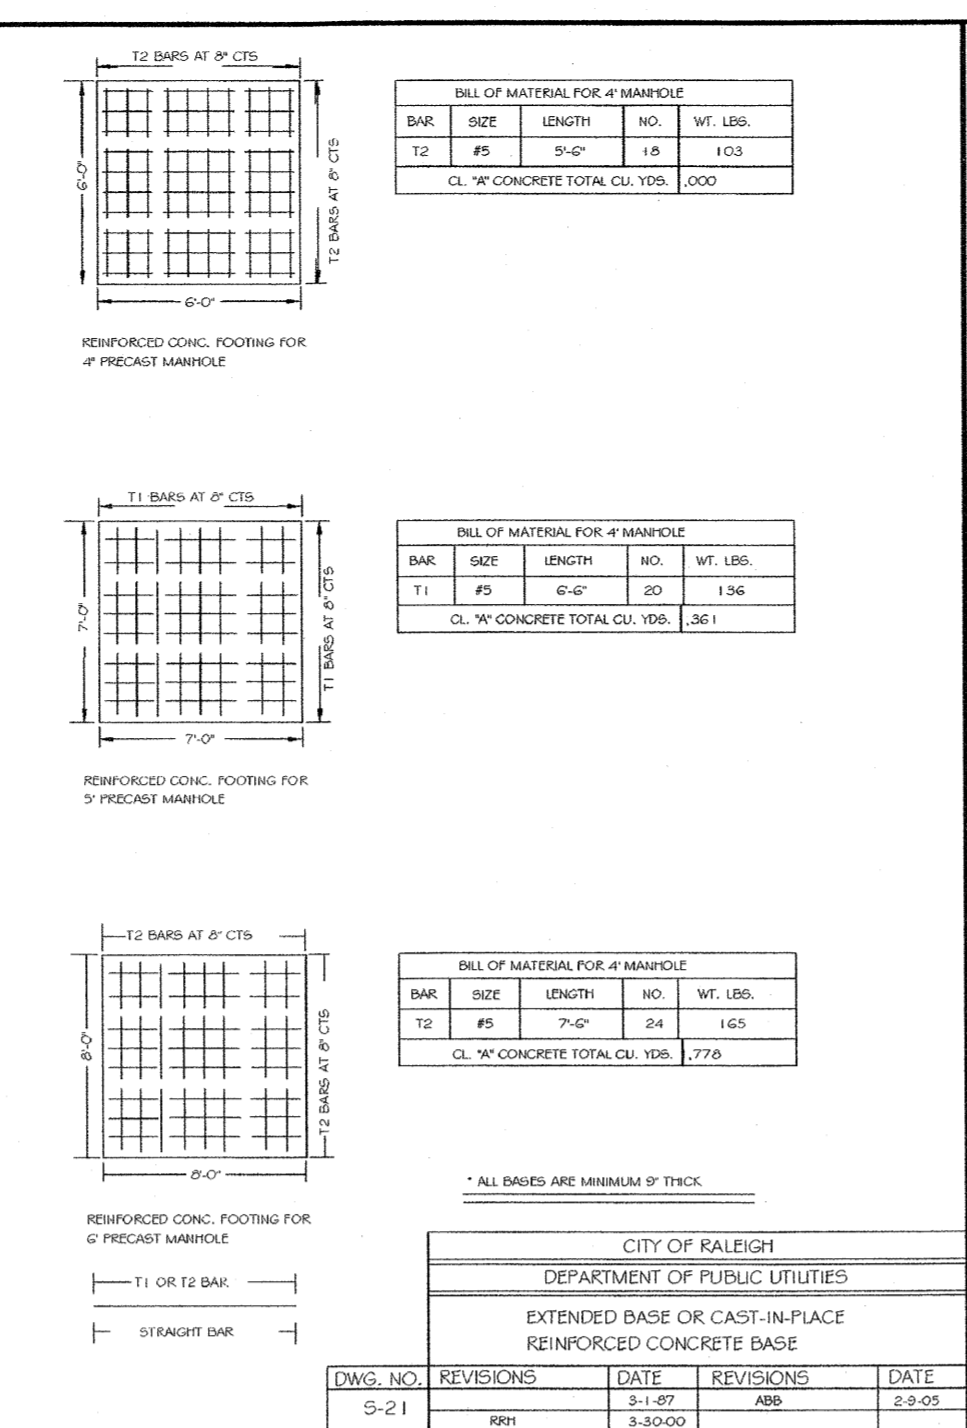 T2 BARS AT 8" CTS
6'-0"
T2 BARS AT 8" CTS
6'-0"
REINFORCED CONC. FOOTING FOR
4" PRECAST MANHOLE
BILL OF MATERIAL FOR 4' MANHOLE
BAR SIZE LENGTH NO. WT. LBS.
T2 #5 5'-6" 18 103
CL. "A" CONCRETE TOTAL CU. YDS. .000
T1 BARS AT 8" CTS
7'-0"
T1 BARS AT 8" CTS
7'-0"
REINFORCED CONC. FOOTING FOR
5' PRECAST MANHOLE
BILL OF MATERIAL FOR 4' MANHOLE
BAR SIZE LENGTH NO. WT. LBS.
T1 #5 6-6" 20 136
CL. "A" CONCRETE TOTAL CU. YDS. .361
T2 BARS AT 8" CTS
8'-0"
T2 BARS AT 8" CTS
8'-0"
REINFORCED CONC. FOOTING FOR
6' PRECAST MANHOLE
BILL OF MATERIAL FOR 4' MANHOLE
BAR SIZE LENGTH NO. WT. LBS.
T2 #5 7'-6" 24 165
CL. "A" CONCRETE TOTAL CU. YDS. .778
T1 OR T2 BAR
STRAIGHT BAR
* ALL BASES ARE MINIMUM 9" THICK
CITY OF RALEIGH
DEPARTMENT OF PUBLIC UTILITIES
EXTENDED BASE OR CAST-IN-PLACE
REINFORCED CONCRETE BASE
DWG. NO. REVISIONS DATE REVISIONS DATE
S-21
3-1-87 ABB 2-9-05
RRH 3-30-00